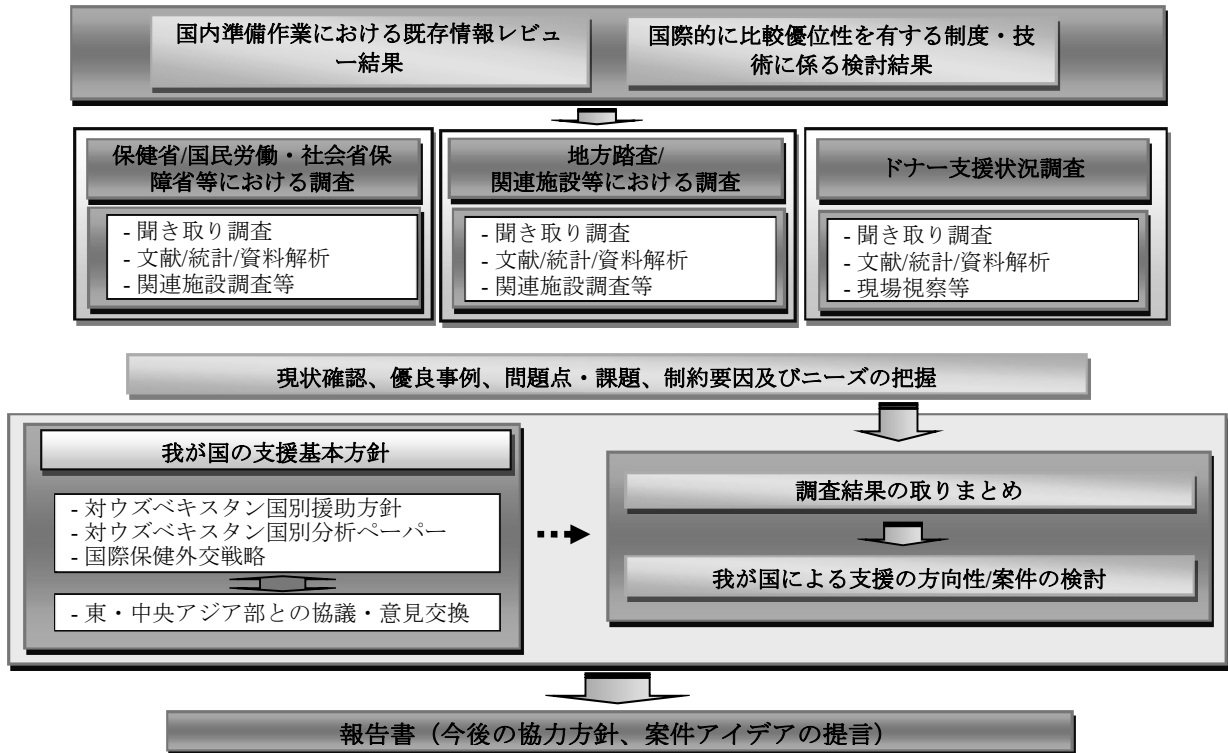 国内準備作業における既存情報レビュ
ー結果
国際的に比較優位性を有する制度・技
術に係る検討結果
保健省/国民労働・社会省保
障省等における調査
- 聞き取り調査
- 文献/統計/資料解析
- 関連施設調査等
地方踏査/
関連施設等における調査
- 聞き取り調査
- 文献/統計/資料解析
- 関連施設調査等
ドナー支援状況調査
- 聞き取り調査
- 文献/統計/資料解析
- 現場視察等
現状確認、優良事例、問題点・課題、制約要因及びニーズの把握
我が国の支援基本方針
- 対ウズベキスタン国別援助方針
- 対ウズベキスタン国別分析ペーパー
- 国際保健外交戦略
- 東・中央アジア部との協議・意見交換
調査結果の取りまとめ
我が国による支援の方向性/案件の検討
報告書（今後の協力方針、案件アイデアの提言）